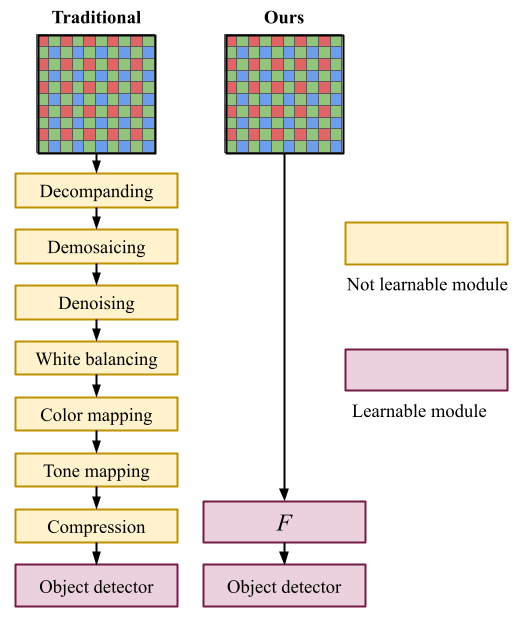 Traditional
Ours
Decompanding
Demosaicing
Denoising
White balancing
Color mapping
Tone mapping
Compression
Object detector
F
Object detector
Not learnable module
Learnable module